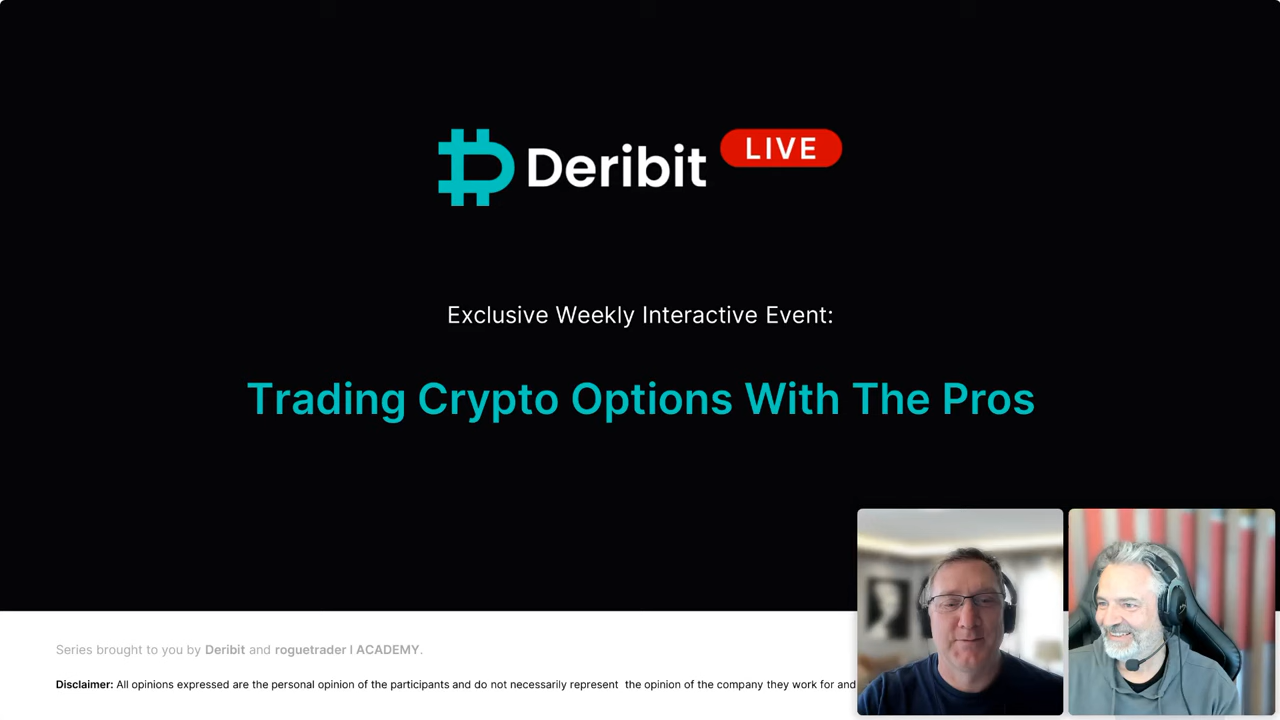 Deribit LIVE
Exclusive Weekly Interactive Event:
Trading Crypto Options With The Pros
Series brought to you by Deribit and roguetrader I ACADEMY.
Disclaimer: All opinions expressed are the personal opinion of the participants and do not necessarily represent the opinion of the company they work for and